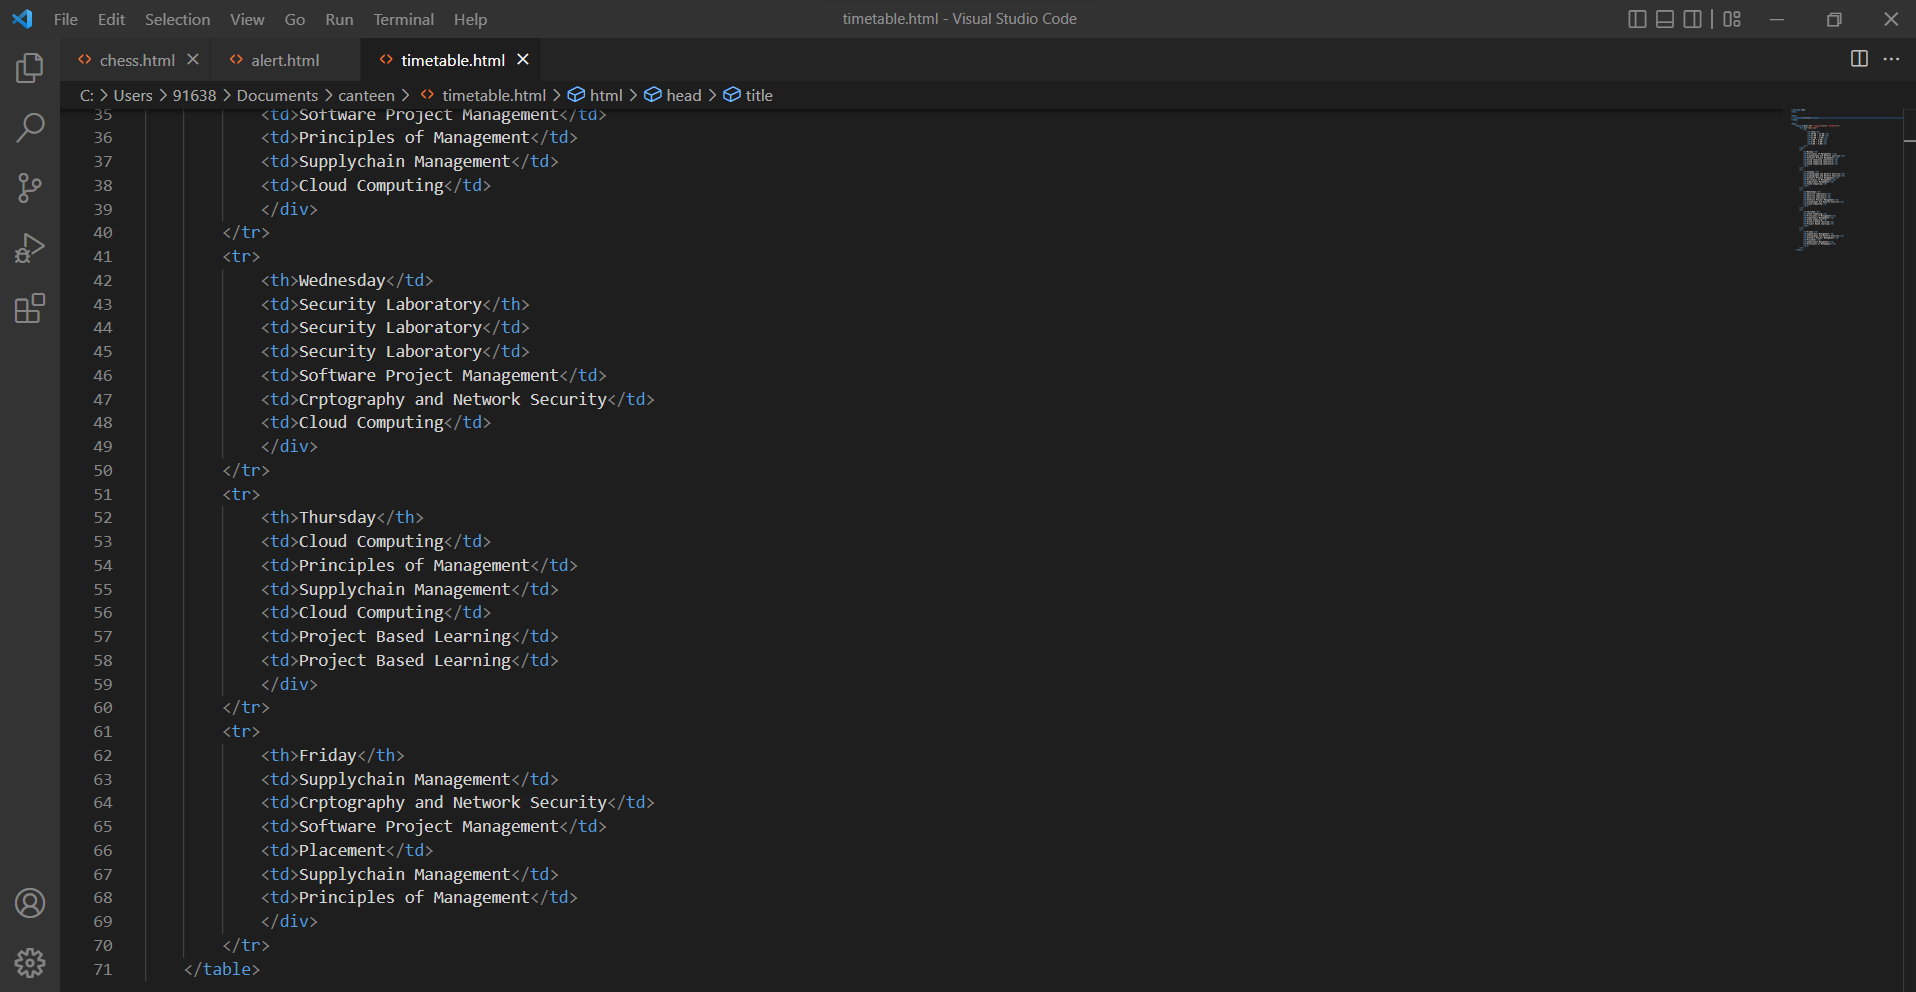 File Edit Selection View Go Run Terminal Help
timetable.html - Visual Studio Code
chess.html alert.html timetable.html
C: > Users > 91638 > Documents > canteen > timetable.html > html > head > title
35 <td>Software Project Management</td>
36 <td>Principles of Management</td>
37 <td>Supplychain Management</td>
38 <td>Cloud Computing</td>
39 </div>
40 </tr>
41 <tr>
42 <th>Wednesday</td>
43 <td>Security Laboratory</th>
44 <td>Security Laboratory</td>
45 <td>Security Laboratory</td>
46 <td>Software Project Management</td>
47 <td>Crptography and Network Security</td>
48 <td>Cloud Computing</td>
49 </div>
50 </tr>
51 <tr>
52 <th>Thursday</th>
53 <td>Cloud Computing</td>
54 <td>Principles of Management</td>
55 <td>Supplychain Management</td>
56 <td>Cloud Computing</td>
57 <td>Project Based Learning</td>
58 <td>Project Based Learning</td>
59 </div>
60 </tr>
61 <tr>
62 <th>Friday</th>
63 <td>Supplychain Management</td>
64 <td>Crptography and Network Security</td>
65 <td>Software Project Management</td>
66 <td>Placement</td>
67 <td>Supplychain Management</td>
68 <td>Principles of Management</td>
69 </div>
70 </tr>
71 </table>